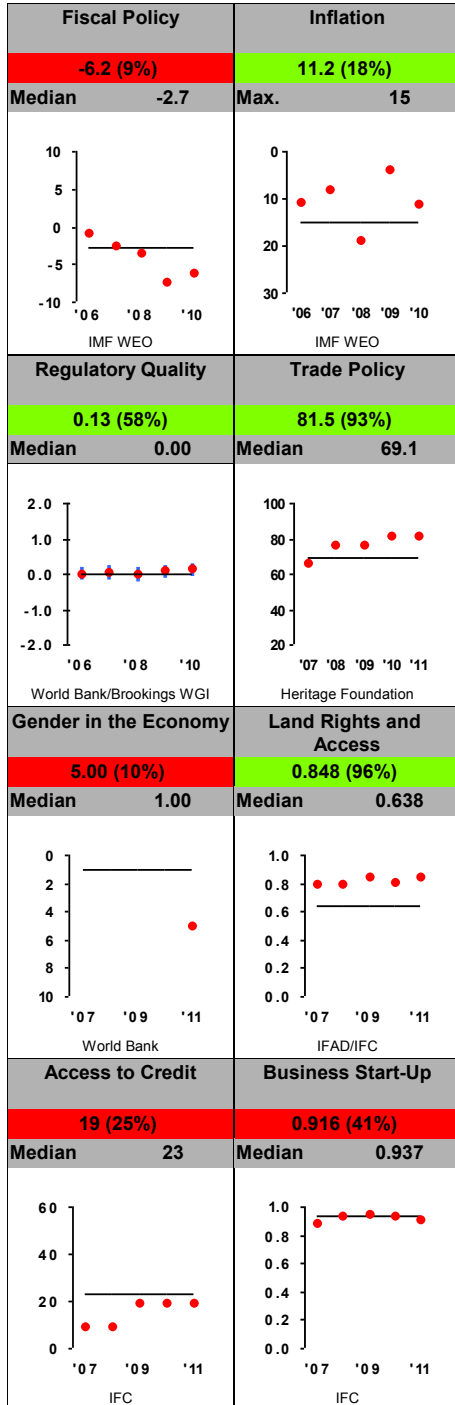 Fiscal Policy
-6.2 (9%)
Median -2.7
10
5
0
-5
-10
'06 '08 '10
IMF WEO
Inflation
11.2 (18%)
Max. 15
0
10
20
30
'06 '07 '08 '09 '10
IMF WEO
Regulatory Quality
0.13 (58%)
Median 0.00
2.0
1.0
0.0
-1.0
-2.0
'06 '08 '10
World Bank/Brookings WGI
Trade Policy
81.5 (93%)
Median 69.1
100
80
60
40
20
'07 '08 '09 '10 '11
Heritage Foundation
Gender in the Economy
5.00 (10%)
Median 1.00
0
2
4
6
8
10
'07 '09 '11
World Bank
Land Rights and
Access
0.848 (96%)
Median 0.638
1.0
0.8
0.6
0.4
0.2
0.0
'07 '09 '11
IFAD/IFC
Access to Credit
19 (25%)
Median 23
60
40
20
0
'07 '09 '11
IFC
Business Start-Up
0.916 (41%)
Median 0.937
1.0
0.8
0.6
0.4
0.2
0.0
'07 '09 '11
IFC